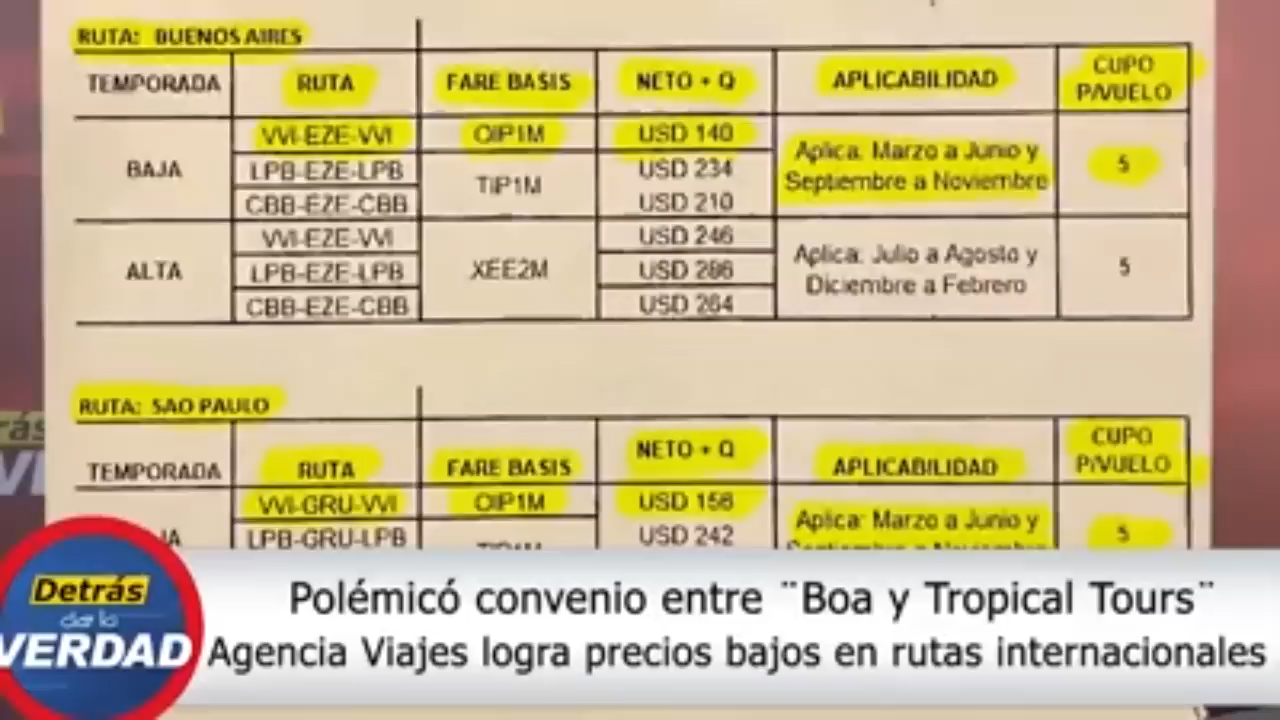 RUTA: BUENOS AIRES
TEMPORADA RUTA FARE BASIS NETO + Q APLICABILIDAD CUPO P/VUELO
BAJA
VVI-EZE-VVI OIP1M USD 140
LPB-EZE-LPB TIP1M USD 234
CBB-EZE-CBB USD 210
Aplica: Marzo a Junio y
Septiembre a Noviembre
5
ALTA
VVI-EZE-VVI XEE2M USD 246
LPB-EZE-LPB USD 286
CBB-EZE-CBB USD 264
Aplica: Julio a Agosto y
Diciembre a Febrero
5
RUTA: SAO PAULO
TEMPORADA RUTA FARE BASIS NETO + Q APLICABILIDAD CUPO P/VUELO
VVI-GRU-VVI OIP1M USD 156
LPB-GRU-LPB USD 242
Aplica: Marzo a Junio y
5
Detrás
de la
VERDAD
Polémicó convenio entre ¨Boa y Tropical Tours¨
Agencia Viajes logra precios bajos en rutas internacionales